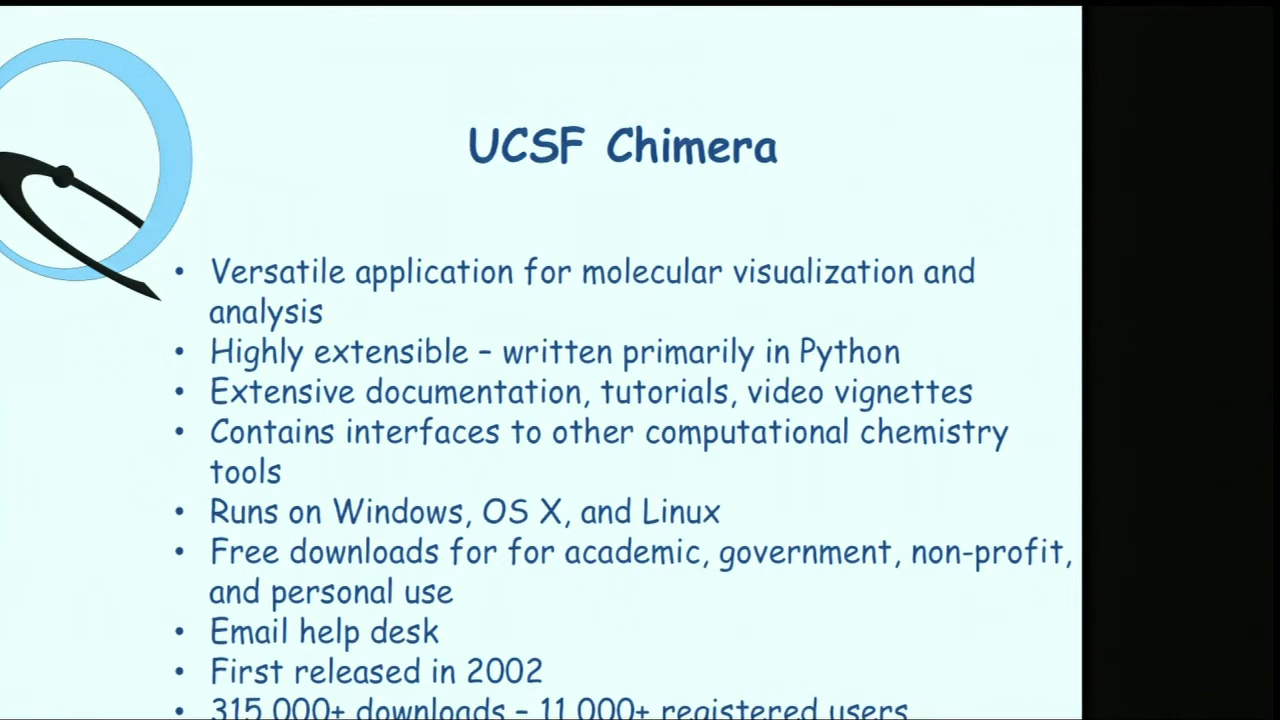 UCSF Chimera
• Versatile application for molecular visualization and
analysis
• Highly extensible – written primarily in Python
• Extensive documentation, tutorials, video vignettes
• Contains interfaces to other computational chemistry
tools
• Runs on Windows, OS X, and Linux
• Free downloads for for academic, government, non-profit,
and personal use
• Email help desk
• First released in 2002
• 315,000+ downloads – 11,000+ registered users